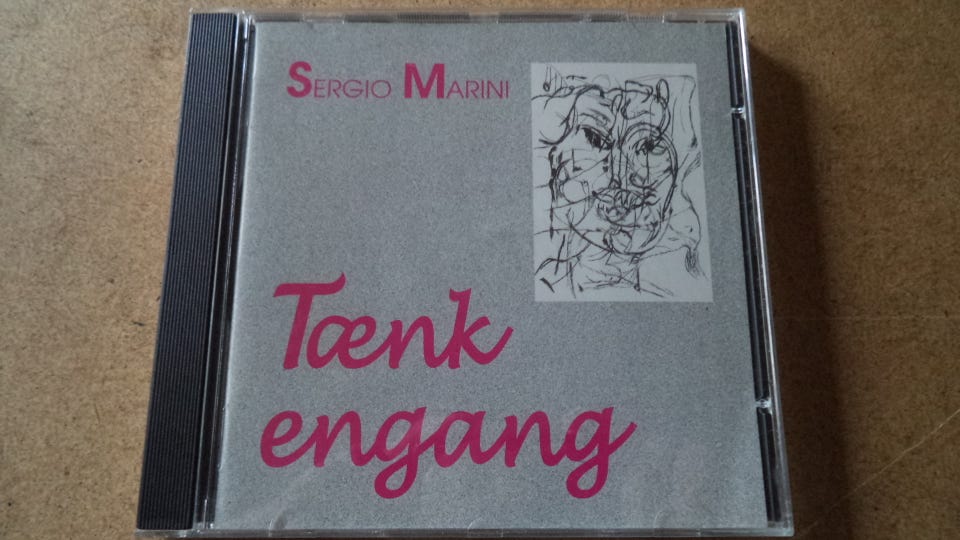 SERGIO MARINI
Tænk
engang